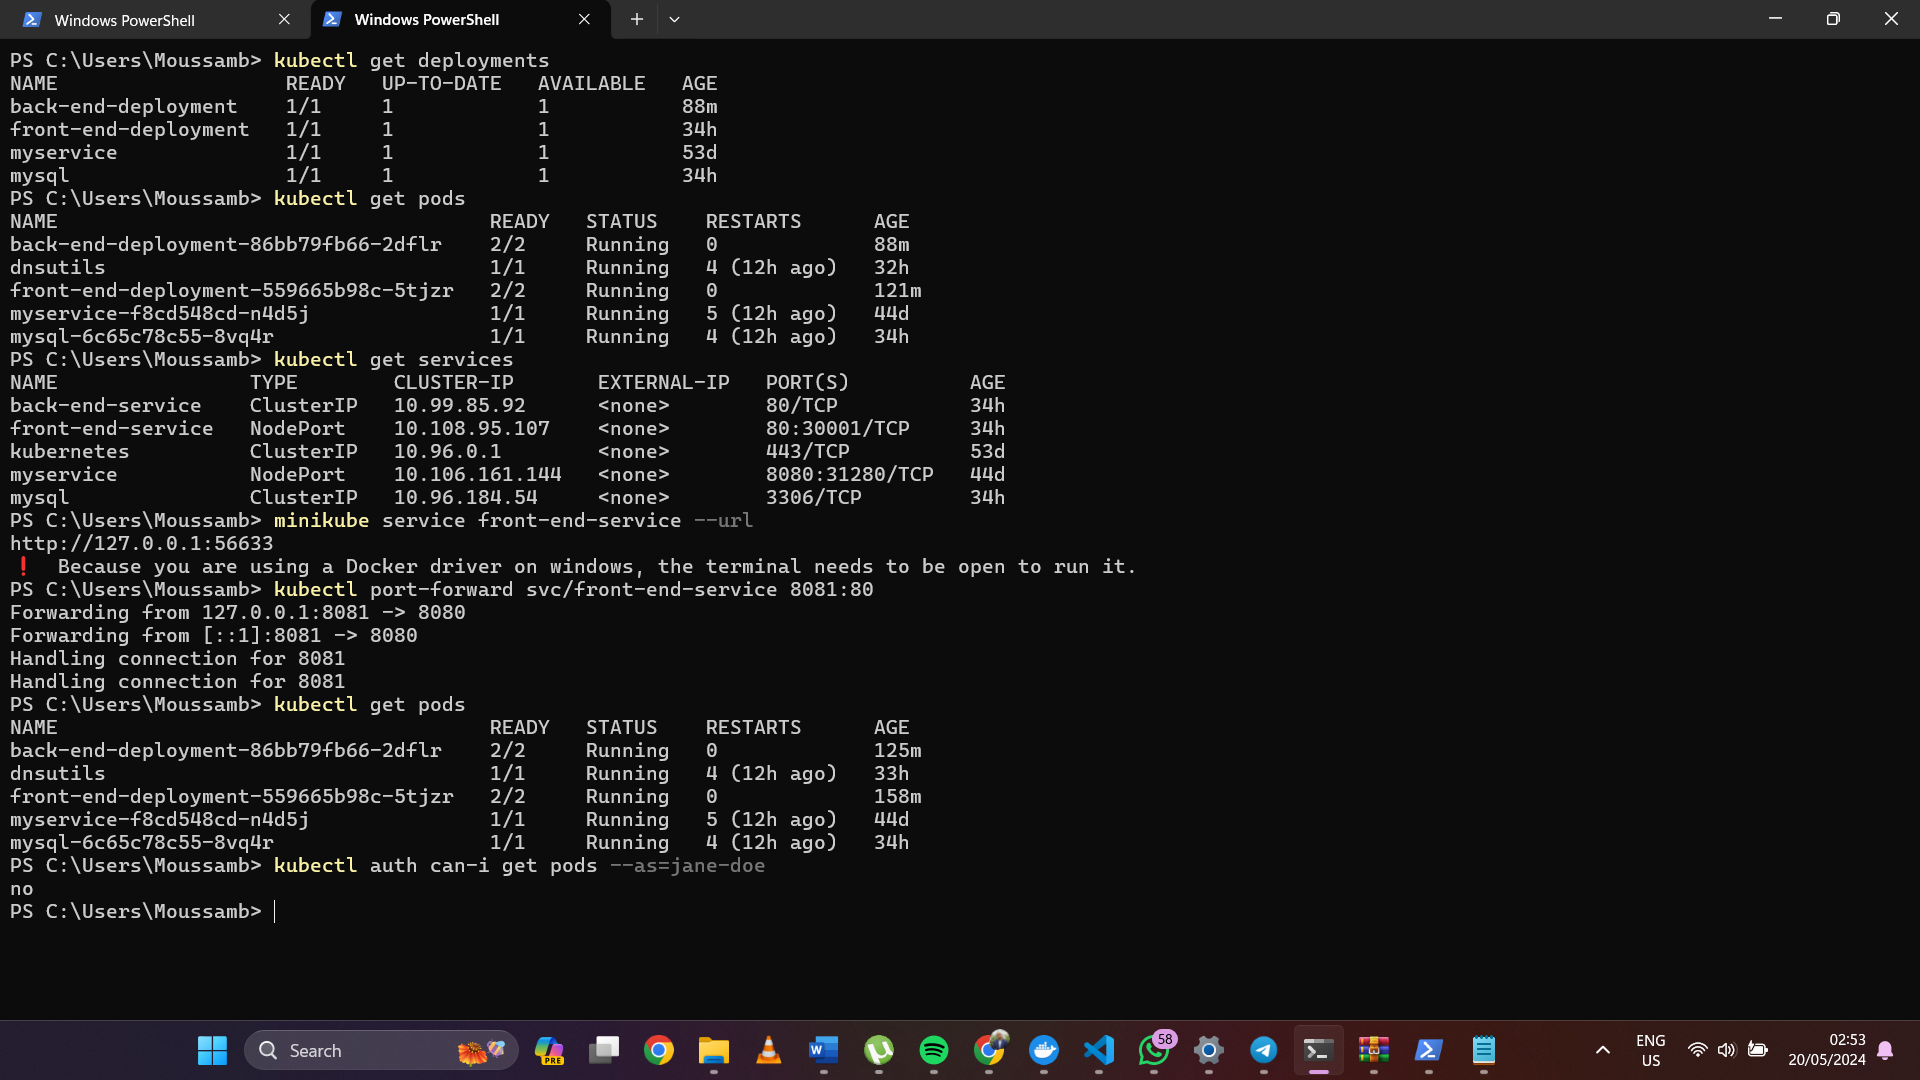 Windows PowerShell
Windows PowerShell
PS C:\Users\Moussamb> kubectl get deployments
NAME                   READY   UP-TO-DATE   AVAILABLE   AGE
back-end-deployment    1/1     1            1           88m
front-end-deployment   1/1     1            1           34h
myservice              1/1     1            1           53d
mysql                  1/1     1            1           34h
PS C:\Users\Moussamb> kubectl get pods
NAME                                    READY   STATUS    RESTARTS      AGE
back-end-deployment-86bb79fb66-2dflr    2/2     Running   0             88m
dnsutils                                1/1     Running   4 (12h ago)   32h
front-end-deployment-559665b98c-5tjzr   2/2     Running   0             121m
myservice-f8cd548cd-n4d5j               1/1     Running   5 (12h ago)   44d
mysql-6c65c78c55-8vq4r                  1/1     Running   4 (12h ago)   34h
PS C:\Users\Moussamb> kubectl get services
NAME                TYPE        CLUSTER-IP       EXTERNAL-IP   PORT(S)          AGE
back-end-service    ClusterIP   10.99.85.92      <none>        80/TCP           34h
front-end-service   NodePort    10.108.95.107    <none>        80:30001/TCP     34h
kubernetes          ClusterIP   10.96.0.1        <none>        443/TCP          53d
myservice           NodePort    10.106.161.144   <none>        8080:31280/TCP   44d
mysql               ClusterIP   10.96.184.54     <none>        3306/TCP         34h
PS C:\Users\Moussamb> minikube service front-end-service --url
http://127.0.0.1:56633
❗  Because you are using a Docker driver on windows, the terminal needs to be open to run it.
PS C:\Users\Moussamb> kubectl port-forward svc/front-end-service 8081:80
Forwarding from 127.0.0.1:8081 -> 8080
Forwarding from [::1]:8081 -> 8080
Handling connection for 8081
Handling connection for 8081
PS C:\Users\Moussamb> kubectl get pods
NAME                                    READY   STATUS    RESTARTS      AGE
back-end-deployment-86bb79fb66-2dflr    2/2     Running   0             125m
dnsutils                                1/1     Running   4 (12h ago)   33h
front-end-deployment-559665b98c-5tjzr   2/2     Running   0             158m
myservice-f8cd548cd-n4d5j               1/1     Running   5 (12h ago)   44d
mysql-6c65c78c55-8vq4r                  1/1     Running   4 (12h ago)   34h
PS C:\Users\Moussamb> kubectl auth can-i get pods --as=jane-doe
no
PS C:\Users\Moussamb>
Search
PRE
58
ENG
US
02:53
20/05/2024